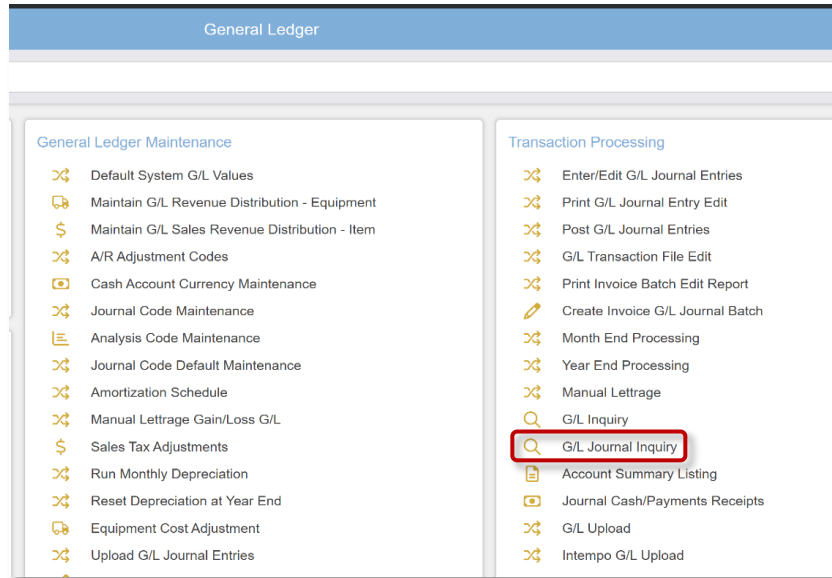 General Ledger
General Ledger Maintenance
Default System G/L Values
Maintain G/L Revenue Distribution - Equipment
Maintain G/L Sales Revenue Distribution - Item
A/R Adjustment Codes
Cash Account Currency Maintenance
Journal Code Maintenance
Analysis Code Maintenance
Journal Code Default Maintenance
Amortization Schedule
Manual Lettrage Gain/Loss G/L
Sales Tax Adjustments
Run Monthly Depreciation
Reset Depreciation at Year End
Equipment Cost Adjustment
Upload G/L Journal Entries
Transaction Processing
Enter/Edit G/L Journal Entries
Print G/L Journal Entry Edit
Post G/L Journal Entries
G/L Transaction File Edit
Print Invoice Batch Edit Report
Create Invoice G/L Journal Batch
Month End Processing
Year End Processing
Manual Lettrage
G/L Inquiry
G/L Journal Inquiry
Account Summary Listing
Journal Cash/Payments Receipts
G/L Upload
Intempo G/L Upload